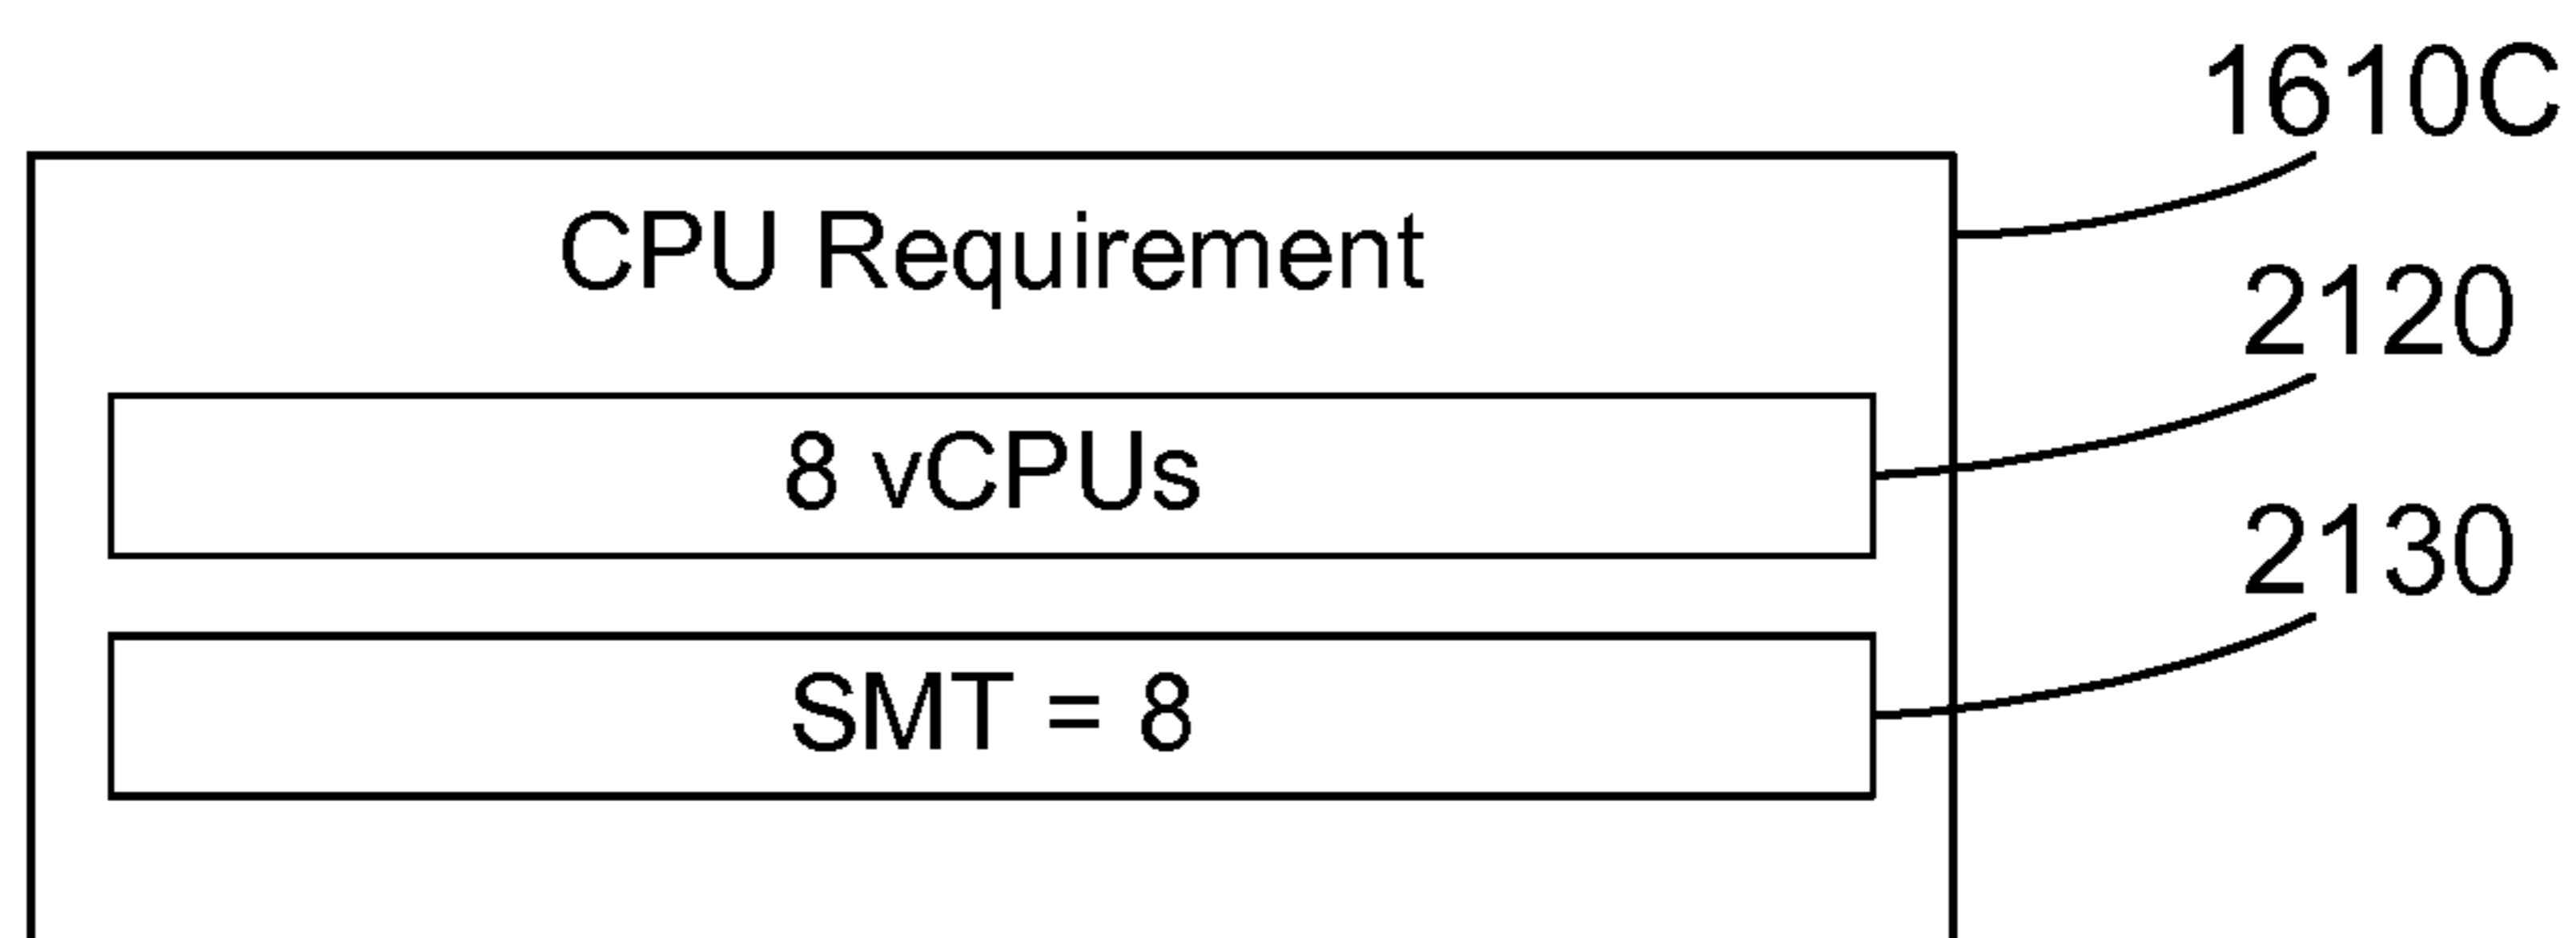 1610C
CPU Requirement
2120
8 vCPUs
2130
SMT = 8